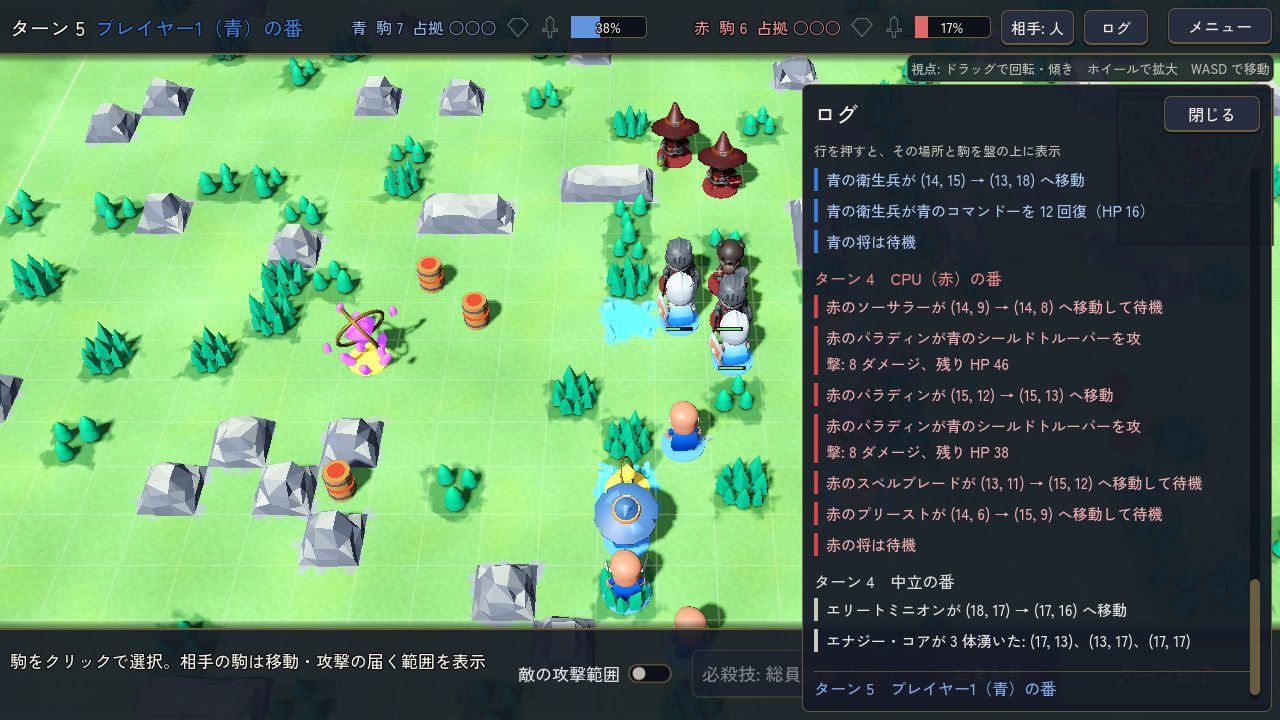 ターン 5 プレイヤー1（青）の番
青 駒 7 占拠 〇〇〇 38%
赤 駒 6 占拠 〇〇〇 17%
相手: 人
ログ
メニュー
視点: ドラッグで回転・傾き ホイールで拡大 WASD で移動
ログ
閉じる
行を押すと、その場所と駒を盤の上に表示
青の衛生兵が (14, 15) → (13, 18) へ移動
青の衛生兵が青のコマンドーを 12 回復（HP 16）
青の将は待機
ターン 4 CPU（赤）の番
赤のソーサラーが (14, 9) → (14, 8) へ移動して待機
赤のパラディンが青のシールドトルーパーを攻
撃: 8 ダメージ、残り HP 46
赤のパラディンが (15, 12) → (15, 13) へ移動
赤のパラディンが青のシールドトルーパーを攻
撃: 8 ダメージ、残り HP 38
赤のスペルブレードが (13, 11) → (15, 12) へ移動して待機
赤のプリーストが (14, 6) → (15, 9) へ移動して待機
赤の将は待機
ターン 4 中立の番
エリートミニオンが (18, 17) → (17, 16) へ移動
エナジー・コアが 3 体湧いた: (17, 13)、(13, 17)、(17, 17)
ターン 5 プレイヤー1（青）の番
駒をクリックで選択。相手の駒は移動・攻撃の届く範囲を表示
敵の攻撃範囲
必殺技: 総員
ターン終了